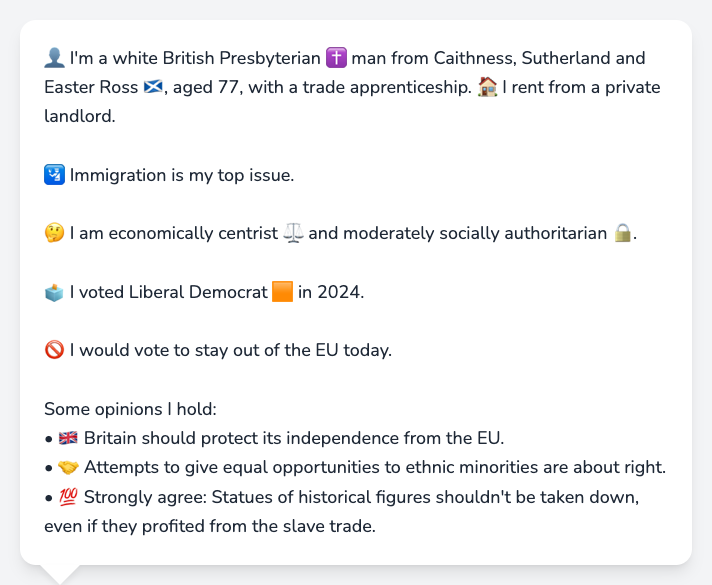 👤 I'm a white British Presbyterian ✝️ man from Caithness, Sutherland and
Easter Ross 🏴󠁧󠁢󠁳󠁣󠁴󠁿, aged 77, with a trade apprenticeship. 🏠 I rent from a private
landlord.
🛂 Immigration is my top issue.
🤔 I am economically centrist ⚖️ and moderately socially authoritarian 🔒.
🗳️ I voted Liberal Democrat 🟧 in 2024.
🚫 I would vote to stay out of the EU today.
Some opinions I hold:
• 🇬🇧 Britain should protect its independence from the EU.
• 🤝 Attempts to give equal opportunities to ethnic minorities are about right.
• 💯 Strongly agree: Statues of historical figures shouldn't be taken down,
even if they profited from the slave trade.